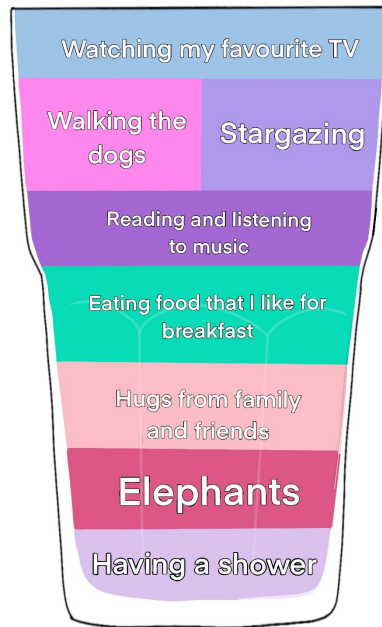 Watching my favourite TV
Walking the
dogs
Stargazing
Reading and listening
to music
Eating food that I like for
breakfast
Hugs from family
and friends
Elephants
Having a shower